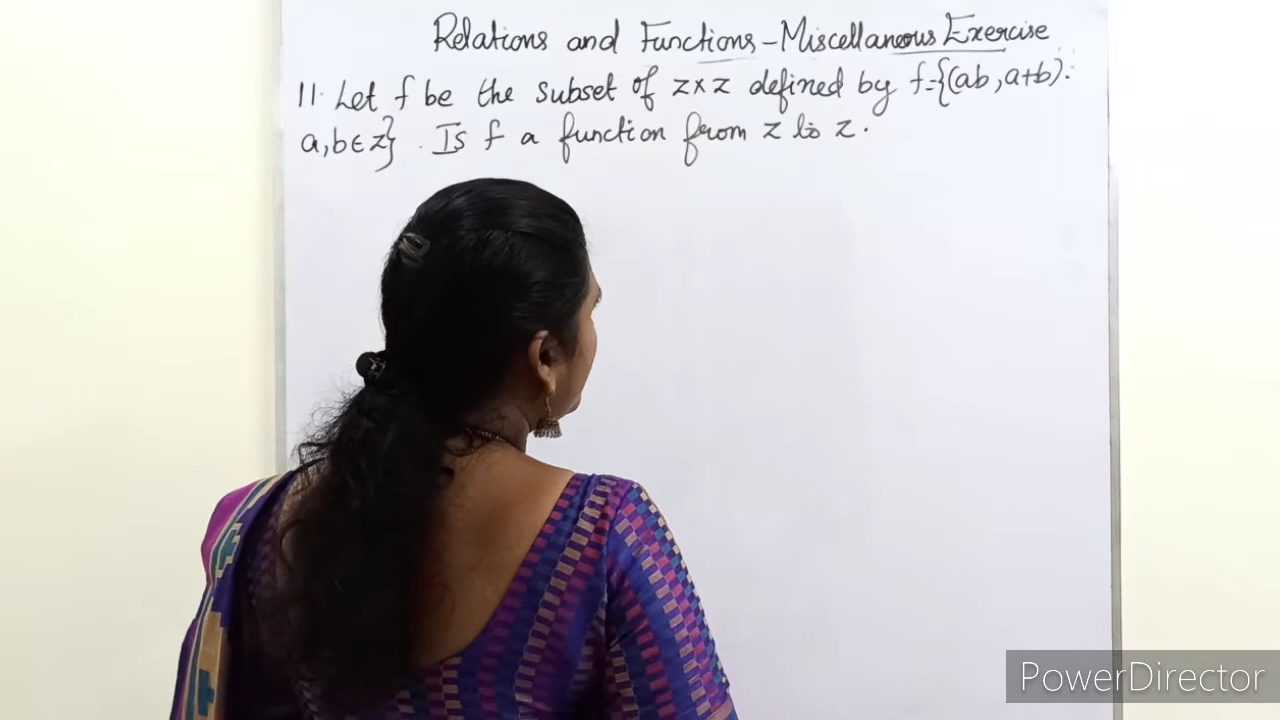 Relations and Functions - Miscellaneous Exercise
11. Let f be the subset of Z×Z defined by f={(ab, a+b):
a,b∈Z} . Is f a function from Z to Z.
PowerDirector